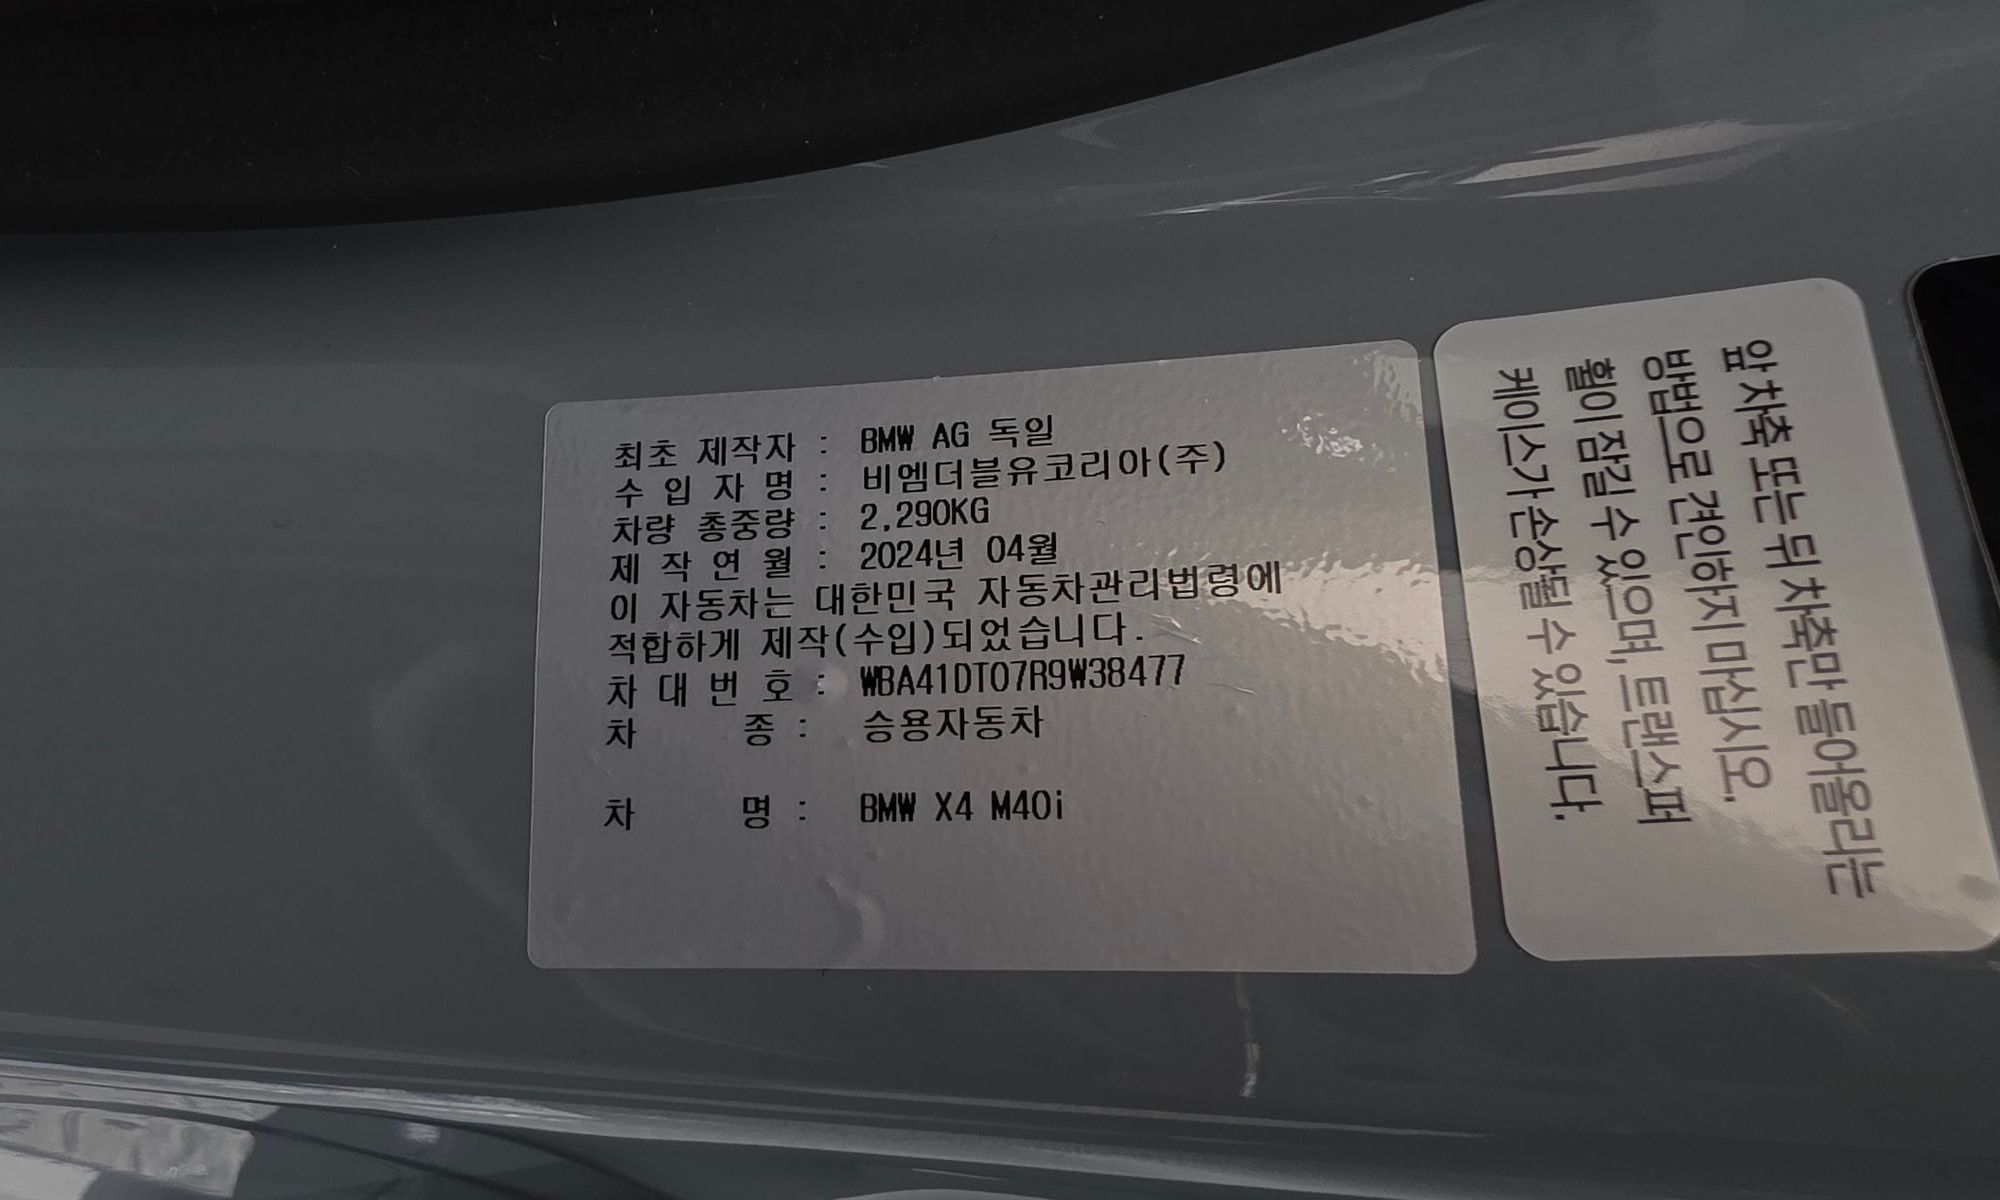 최초 제작자 : BMW AG 독일
수 입 자 명 : 비엠더블유코리아(주)
차량 총중량 : 2,290KG
제 작 연 월 : 2024년 04월
이 자동차는 대한민국 자동차관리법령에
적합하게 제작(수입)되었습니다.
차 대 번 호 : WBA41DT07R9W38477
차 종 : 승용자동차
차 명 : BMW X4 M40i
앞 차축 또는 뒤 차축만 들어올리는
방법으로 견인하지 마십시오.
휠이 잠길 수 있으며, 트랜스퍼
케이스가 손상될 수 있습니다.